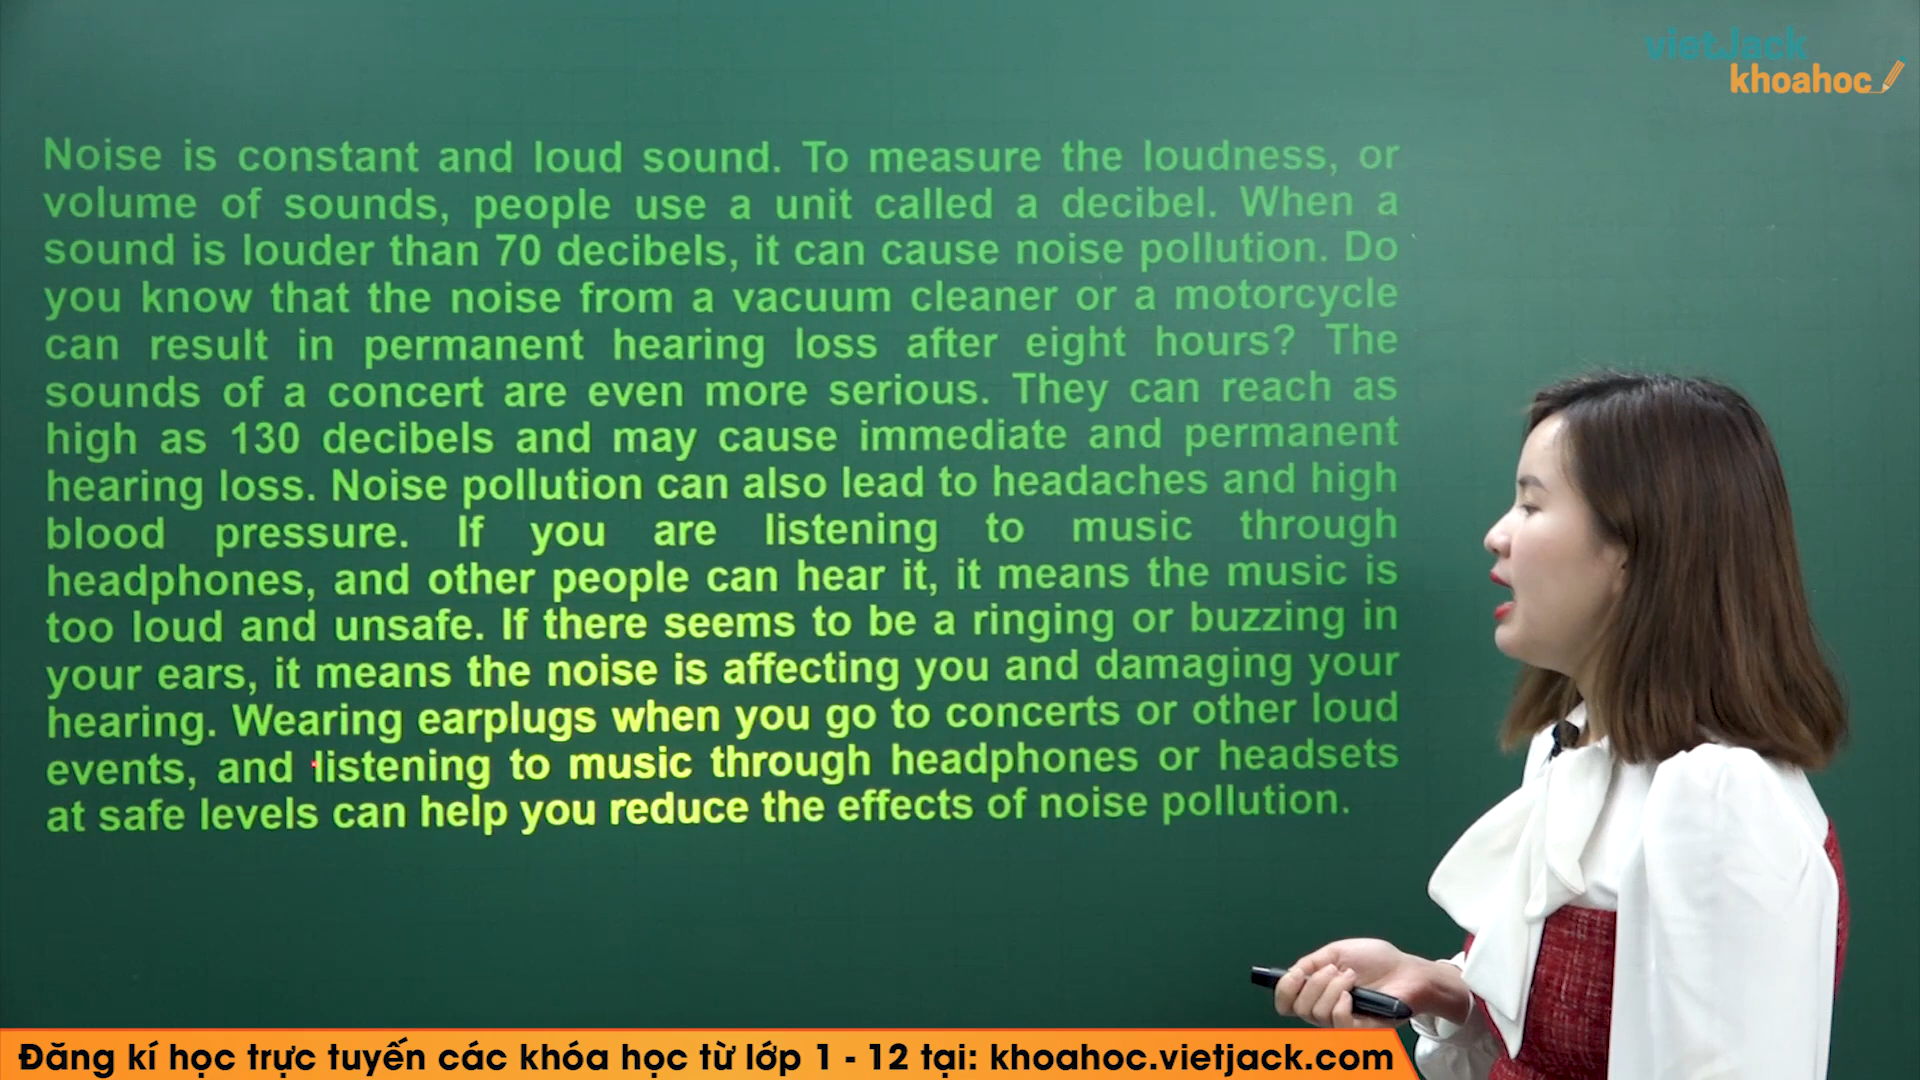 vietJack
khoahoc
Noise is constant and loud sound. To measure the loudness, or
volume of sounds, people use a unit called a decibel. When a
sound is louder than 70 decibels, it can cause noise pollution. Do
you know that the noise from a vacuum cleaner or a motorcycle
can result in permanent hearing loss after eight hours? The
sounds of a concert are even more serious. They can reach as
high as 130 decibels and may cause immediate and permanent
hearing loss. Noise pollution can also lead to headaches and high
blood pressure. If you are listening to music through
headphones, and other people can hear it, it means the music is
too loud and unsafe. If there seems to be a ringing or buzzing in
your ears, it means the noise is affecting you and damaging your
hearing. Wearing earplugs when you go to concerts or other loud
events, and listening to music through headphones or headsets
at safe levels can help you reduce the effects of noise pollution.
Đăng kí học trực tuyến các khóa học từ lớp 1 - 12 tại: khoahoc.vietjack.com